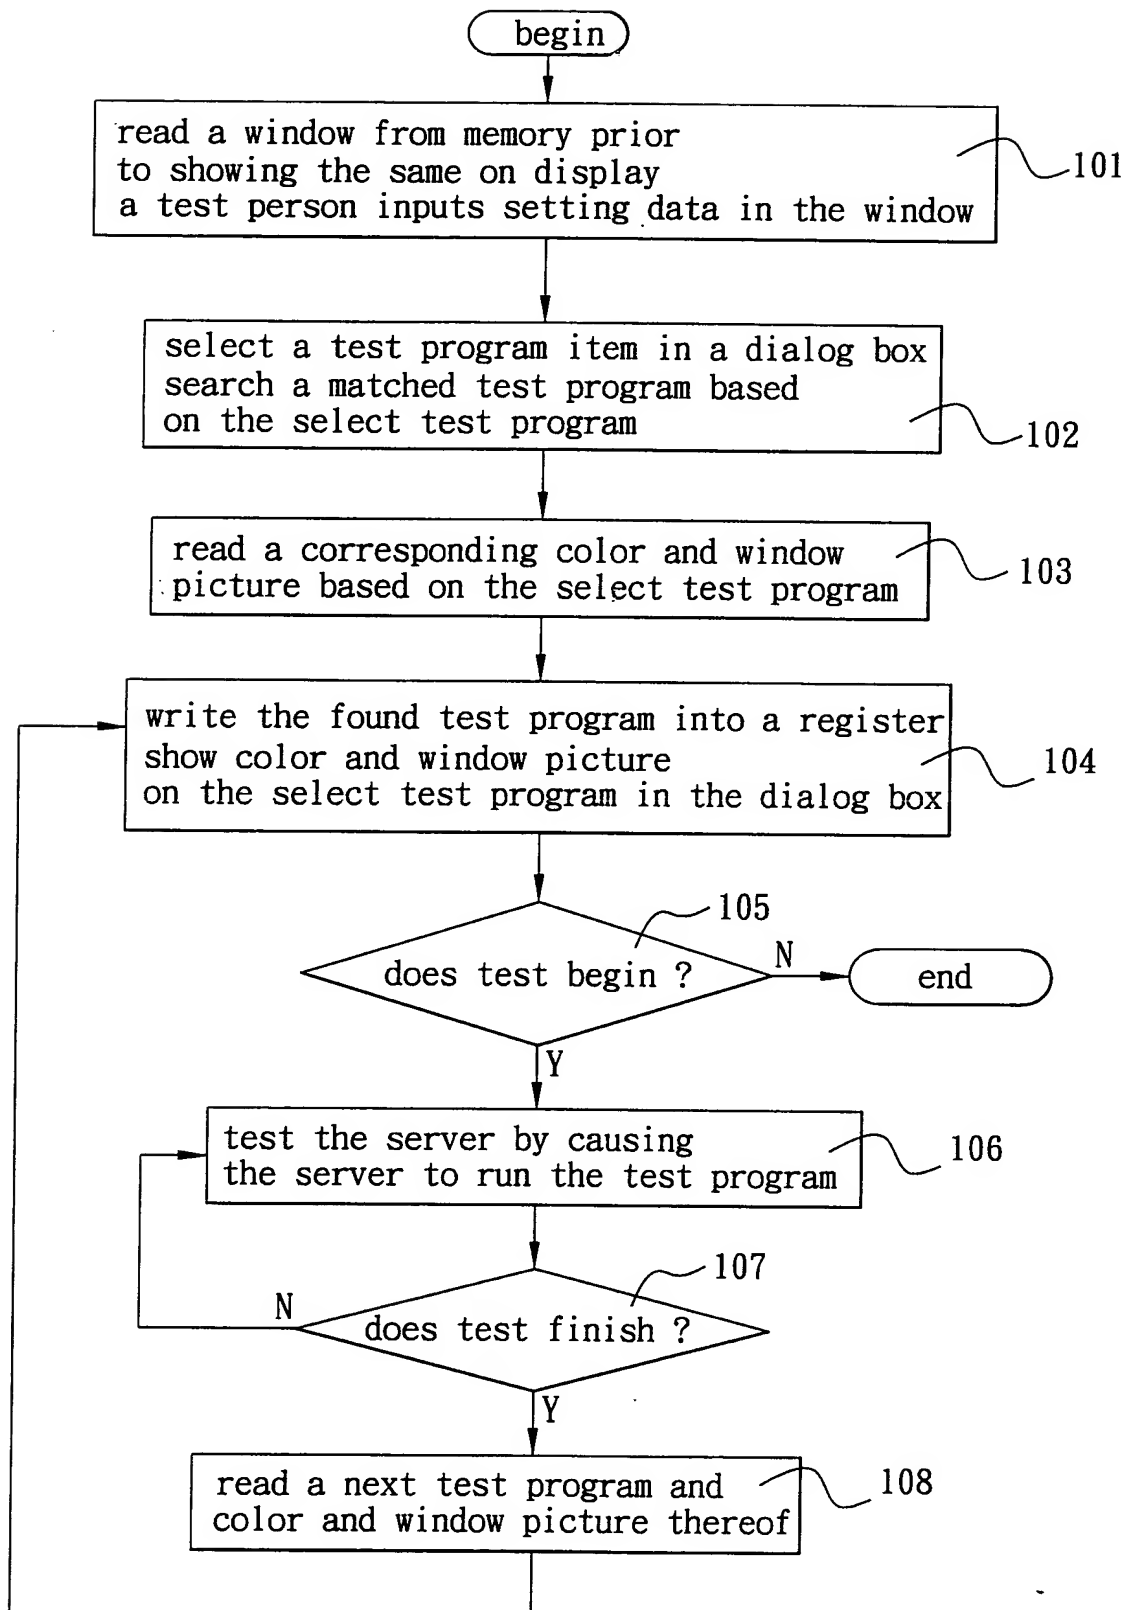 begin
read a window from memory prior
to showing the same on display
a test person inputs setting data in the window
101
select a test program item in a dialog box
search a matched test program based
on the select test program
102
read a corresponding color and window
picture based on the select test program
103
write the found test program into a register
show color and window picture
on the select test program in the dialog box
104
105
does test begin ?
N
end
Y
test the server by causing
the server to run the test program
106
107
N
does test finish ?
Y
read a next test program and
color and window picture thereof
108